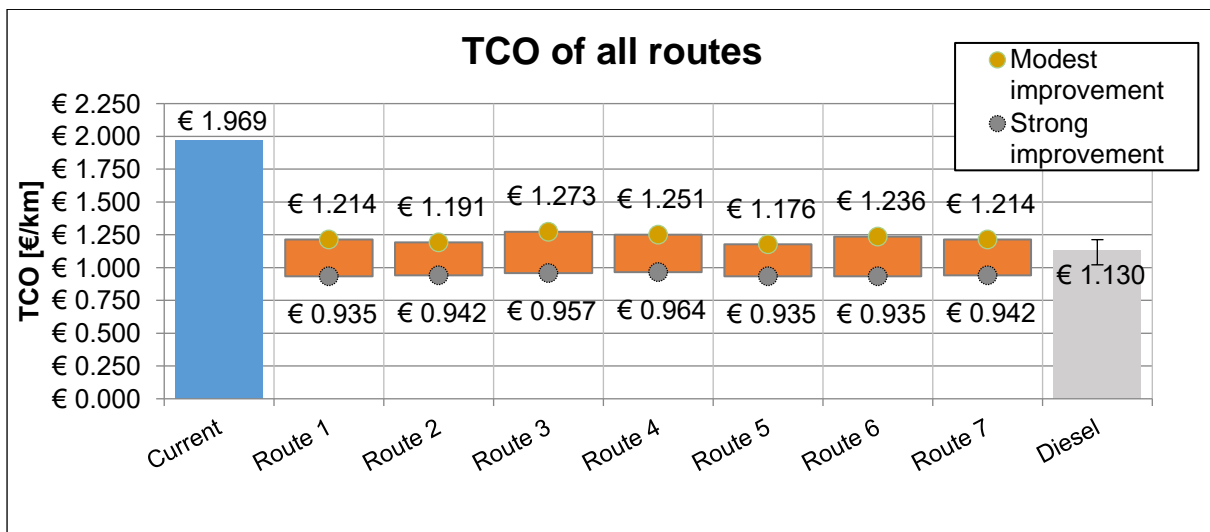 TCO of all routes
Modest
improvement
Strong
improvement
TCO [€/km]
€ 2.250
€ 2.000
€ 1.750
€ 1.500
€ 1.250
€ 1.000
€ 0.750
€ 0.500
€ 0.250
€ 0.000
€ 1.969
€ 1.214
€ 1.191
€ 1.273
€ 1.251
€ 1.176
€ 1.236
€ 1.214
€ 0.935
€ 0.942
€ 0.957
€ 0.964
€ 0.935
€ 0.935
€ 0.942
€ 1.130
Current
Route 1
Route 2
Route 3
Route 4
Route 5
Route 6
Route 7
Diesel